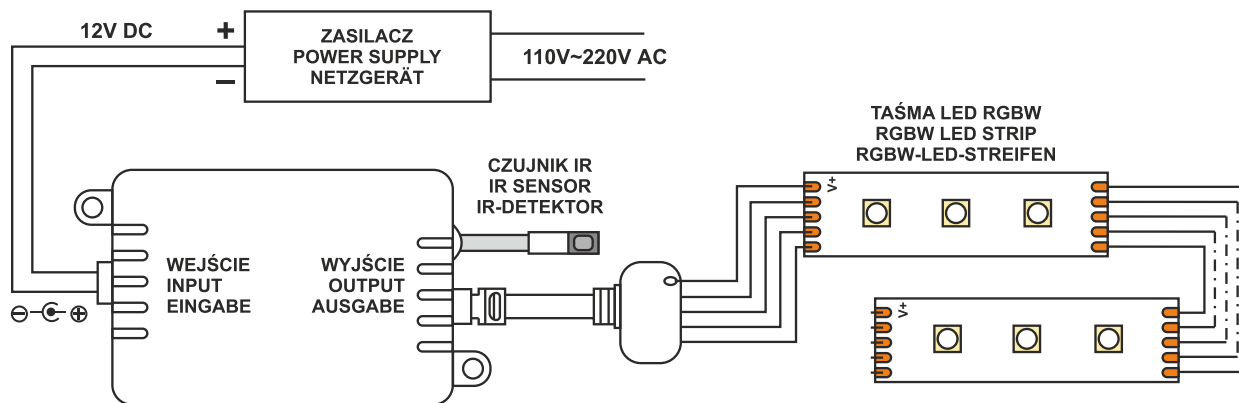 12V DC
+
−
ZASILACZ
POWER SUPPLY
NETZGERÄT
110V~220V AC
CZUJNIK IR
IR SENSOR
IR-DETEKTOR
TAŚMA LED RGBW
RGBW LED STRIP
RGBW-LED-STREIFEN
V+
WEJŚCIE
INPUT
EINGABE
WYJŚCIE
OUTPUT
AUSGABE
V+